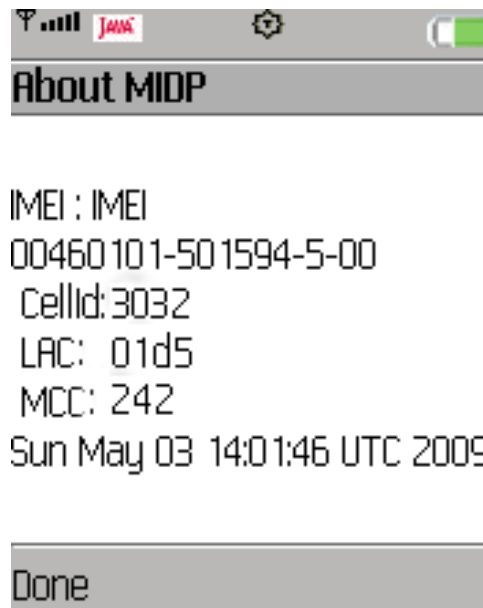 JAVA
About MIDP
IMEI : IMEI
00460101-501594-5-00
CellId: 3032
LAC: 01d5
MCC: 242
Sun May 03 14:01:46 UTC 2009
Done